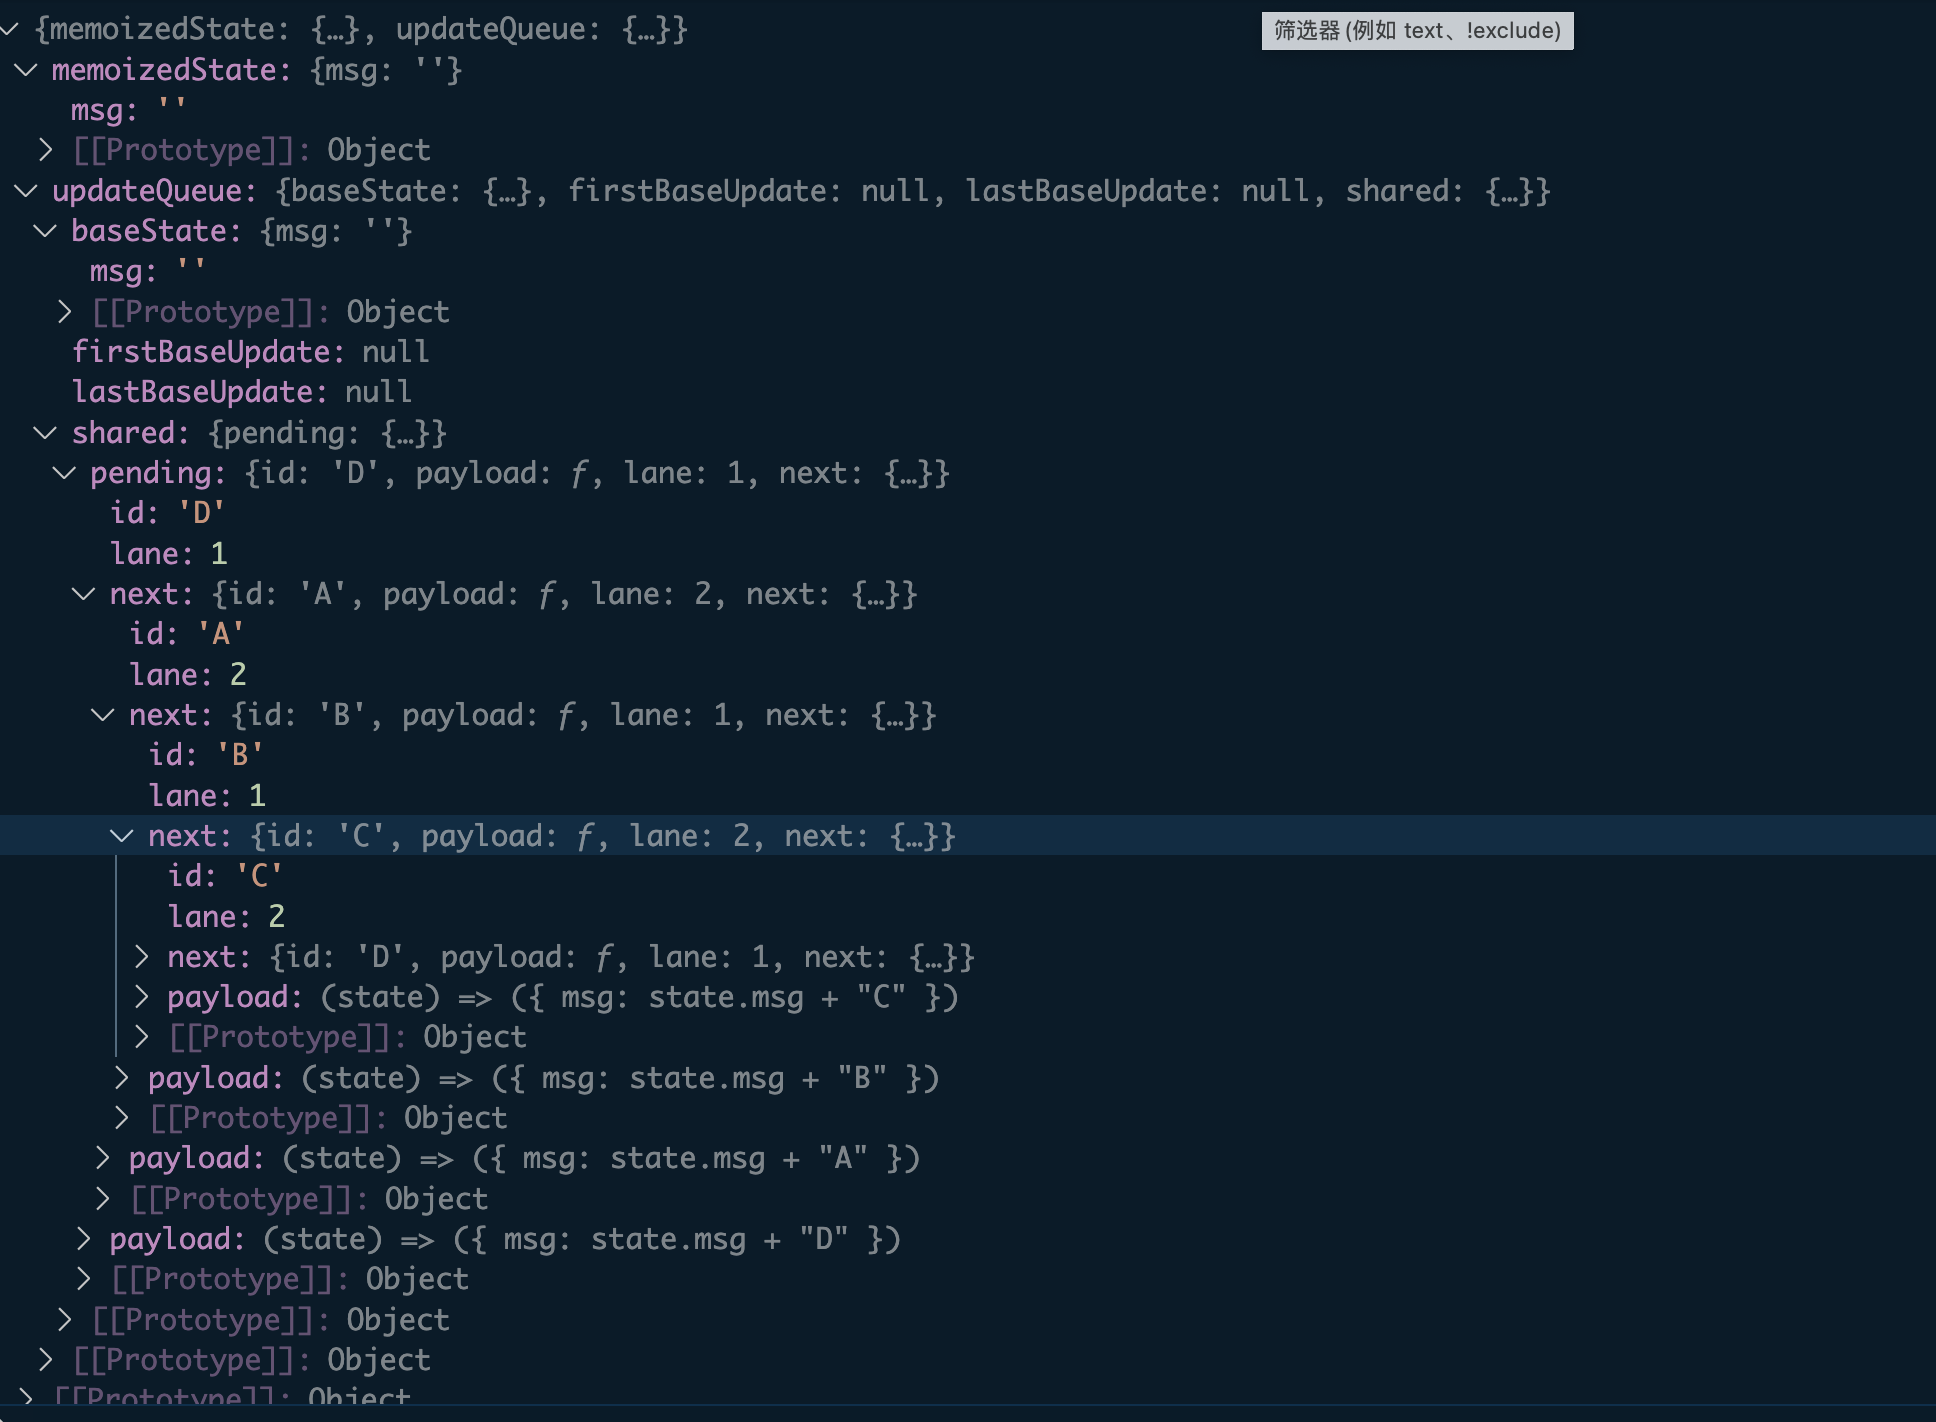 {memoizedState: {…}, updateQueue: {…}}
筛选器(例如 text、!exclude)
memoizedState: {msg: ''}
msg: ''
[[Prototype]]: Object
updateQueue: {baseState: {…}, firstBaseUpdate: null, lastBaseUpdate: null, shared: {…}}
baseState: {msg: ''}
msg: ''
[[Prototype]]: Object
firstBaseUpdate: null
lastBaseUpdate: null
shared: {pending: {…}}
pending: {id: 'D', payload: ƒ, lane: 1, next: {…}}
id: 'D'
lane: 1
next: {id: 'A', payload: ƒ, lane: 2, next: {…}}
id: 'A'
lane: 2
next: {id: 'B', payload: ƒ, lane: 1, next: {…}}
id: 'B'
lane: 1
next: {id: 'C', payload: ƒ, lane: 2, next: {…}}
id: 'C'
lane: 2
next: {id: 'D', payload: ƒ, lane: 1, next: {…}}
payload: (state) => ({ msg: state.msg + "C" })
[[Prototype]]: Object
payload: (state) => ({ msg: state.msg + "B" })
[[Prototype]]: Object
payload: (state) => ({ msg: state.msg + "A" })
[[Prototype]]: Object
payload: (state) => ({ msg: state.msg + "D" })
[[Prototype]]: Object
[[Prototype]]: Object
[[Prototype]]: Object
[[Prototype]]: Object